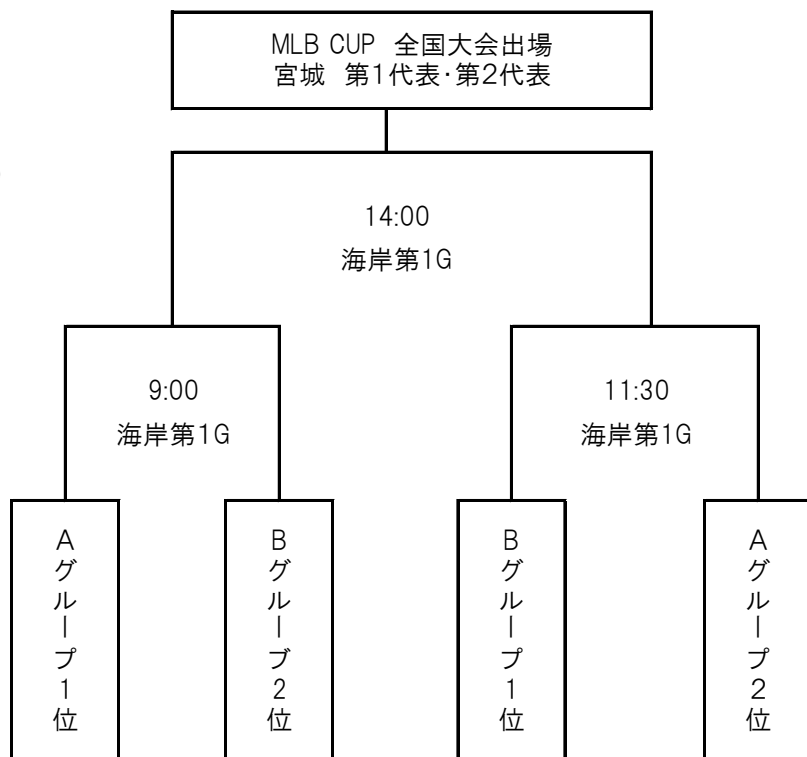 MLB CUP 全国大会出場
宮城 第1代表・第2代表
14:00
海岸第1G
9:00
海岸第1G
11:30
海岸第1G
Aグループ1位
Bグルーブ2位
Bグループ1位
Aグループ2位